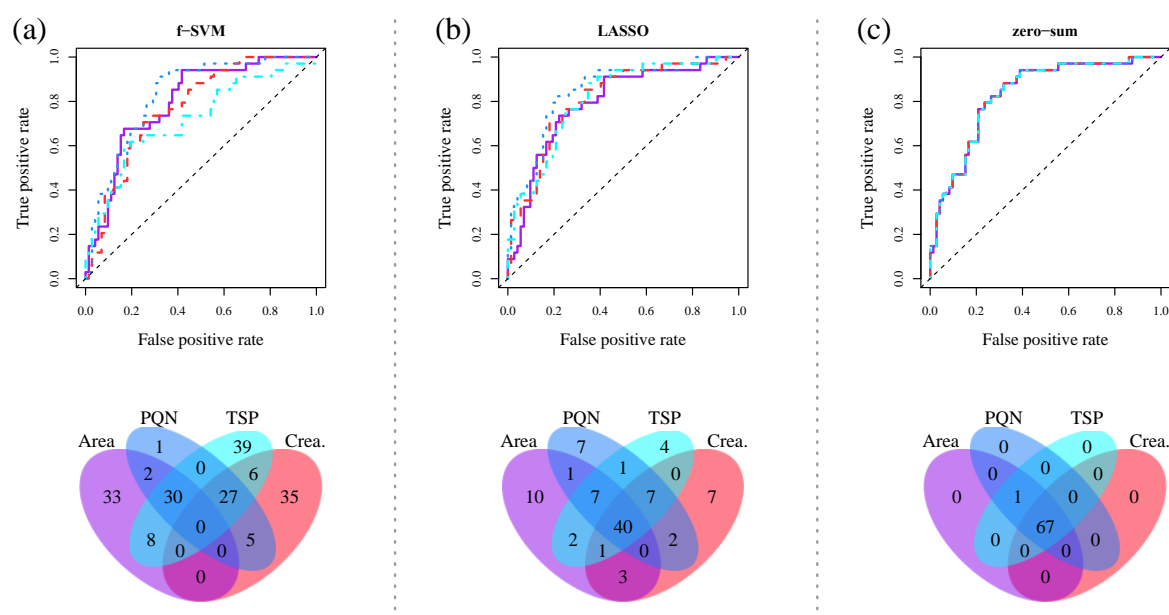 (a)
f−SVM
True positive rate
1.0
0.8
0.6
0.4
0.2
0.0
0.0 0.2 0.4 0.6 0.8 1.0
False positive rate
PQN TSP
Area Crea.
1 39
2 0 6
33 30 27 35
0
8 5
0 0
0
(b)
LASSO
True positive rate
1.0
0.8
0.6
0.4
0.2
0.0
0.0 0.2 0.4 0.6 0.8 1.0
False positive rate
PQN TSP
Area Crea.
7 4
1 1 0
10 7 7 7
40
2 2
1 0
3
(c)
zero−sum
True positive rate
1.0
0.8
0.6
0.4
0.2
0.0
0.0 0.2 0.4 0.6 0.8 1.0
False positive rate
PQN TSP
Area Crea.
0 0
0 0 0
0 1 0 0
67
0 0
0 0
0